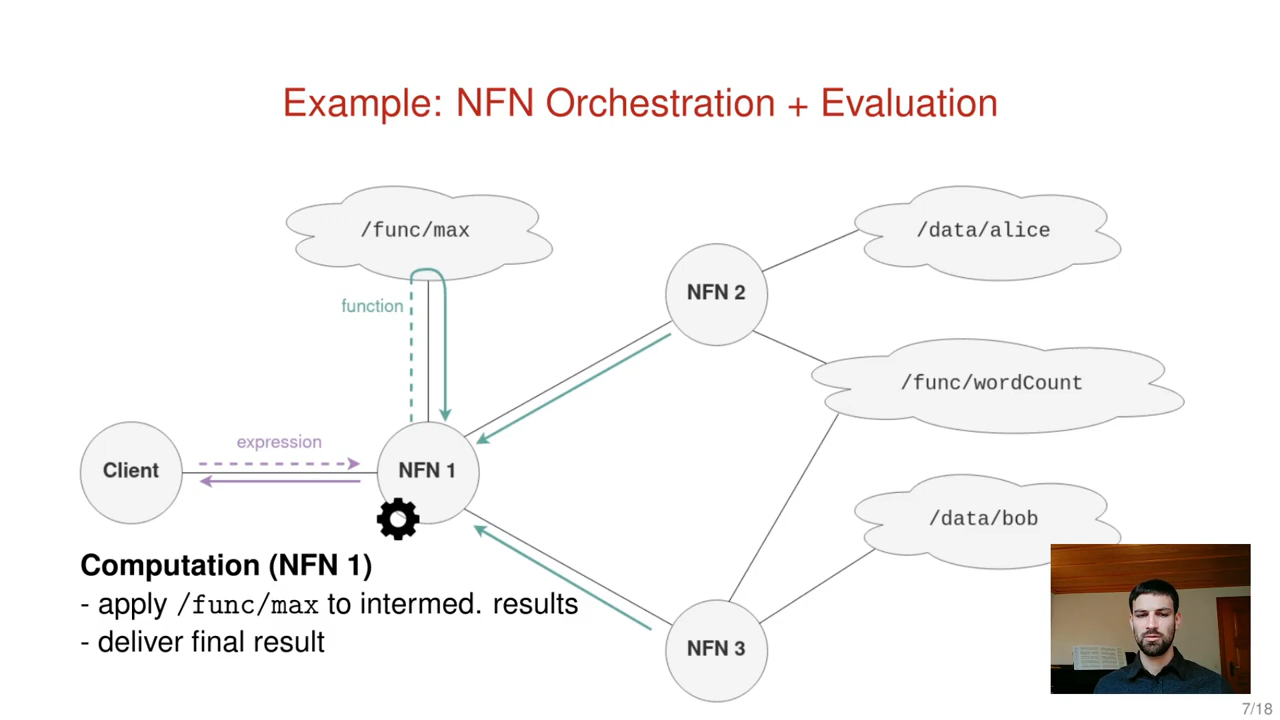 Example: NFN Orchestration + Evaluation
/func/max
/data/alice
function
NFN 2
/func/wordCount
expression
Client
NFN 1
/data/bob
Computation (NFN 1)
- apply /func/max to intermed. results
- deliver final result
NFN 3
7/18